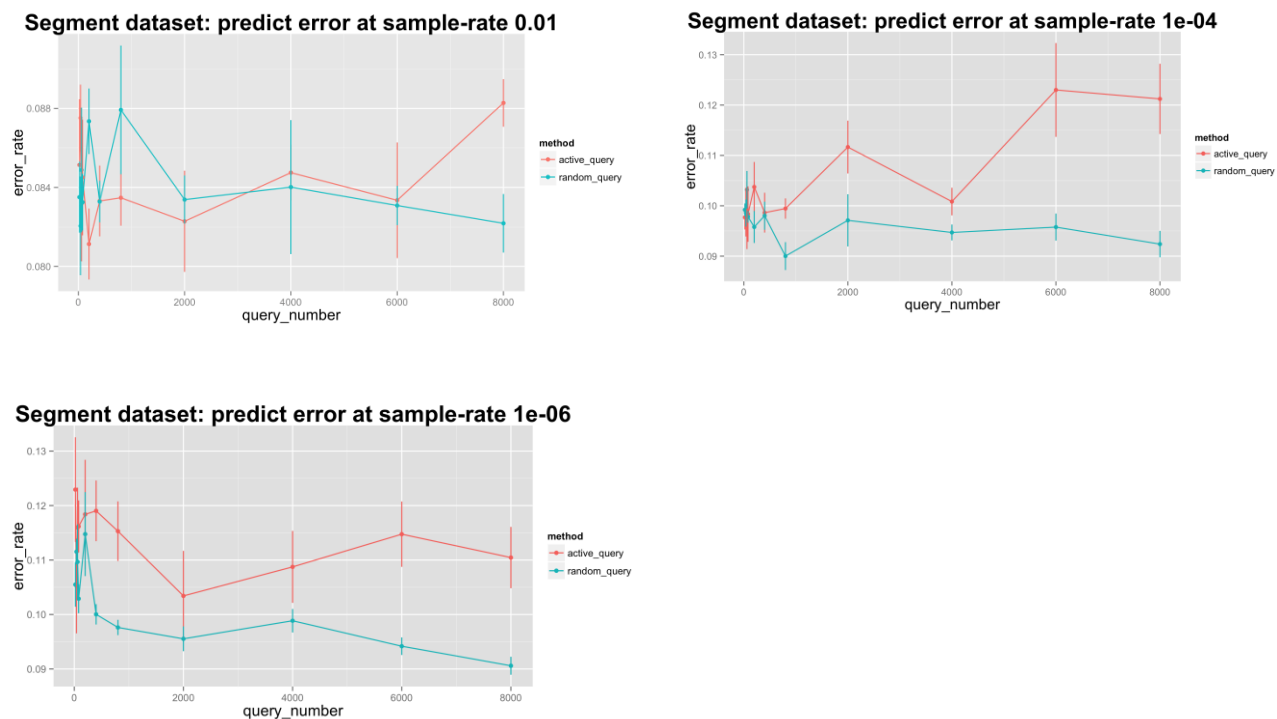 Segment dataset: predict error at sample-rate 0.01
error_rate
0.088
0.084
0.080
0
2000
4000
6000
8000
query_number
method
active_query
random_query
Segment dataset: predict error at sample-rate 1e-04
error_rate
0.13
0.12
0.11
0.10
0.09
0
2000
4000
6000
8000
query_number
method
active_query
random_query
Segment dataset: predict error at sample-rate 1e-06
error_rate
0.13
0.12
0.11
0.10
0.09
0
2000
4000
6000
8000
query_number
method
active_query
random_query